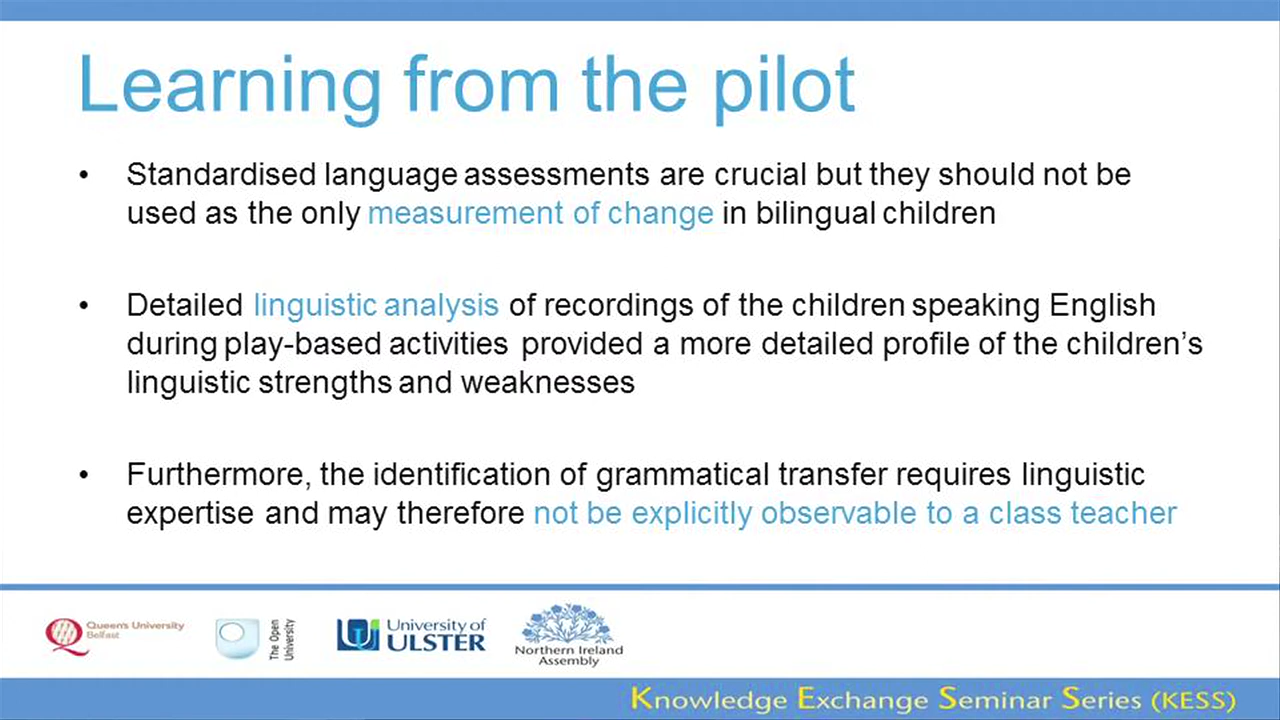 Learning from the pilot
• Standardised language assessments are crucial but they should not be
used as the only measurement of change in bilingual children
• Detailed linguistic analysis of recordings of the children speaking English
during play-based activities provided a more detailed profile of the children's
linguistic strengths and weaknesses
• Furthermore, the identification of grammatical transfer requires linguistic
expertise and may therefore not be explicitly observable to a class teacher
Queen's University
Belfast
The Open
University
University of
ULSTER
Northern Ireland
Assembly
Knowledge Exchange Seminar Series (KESS)